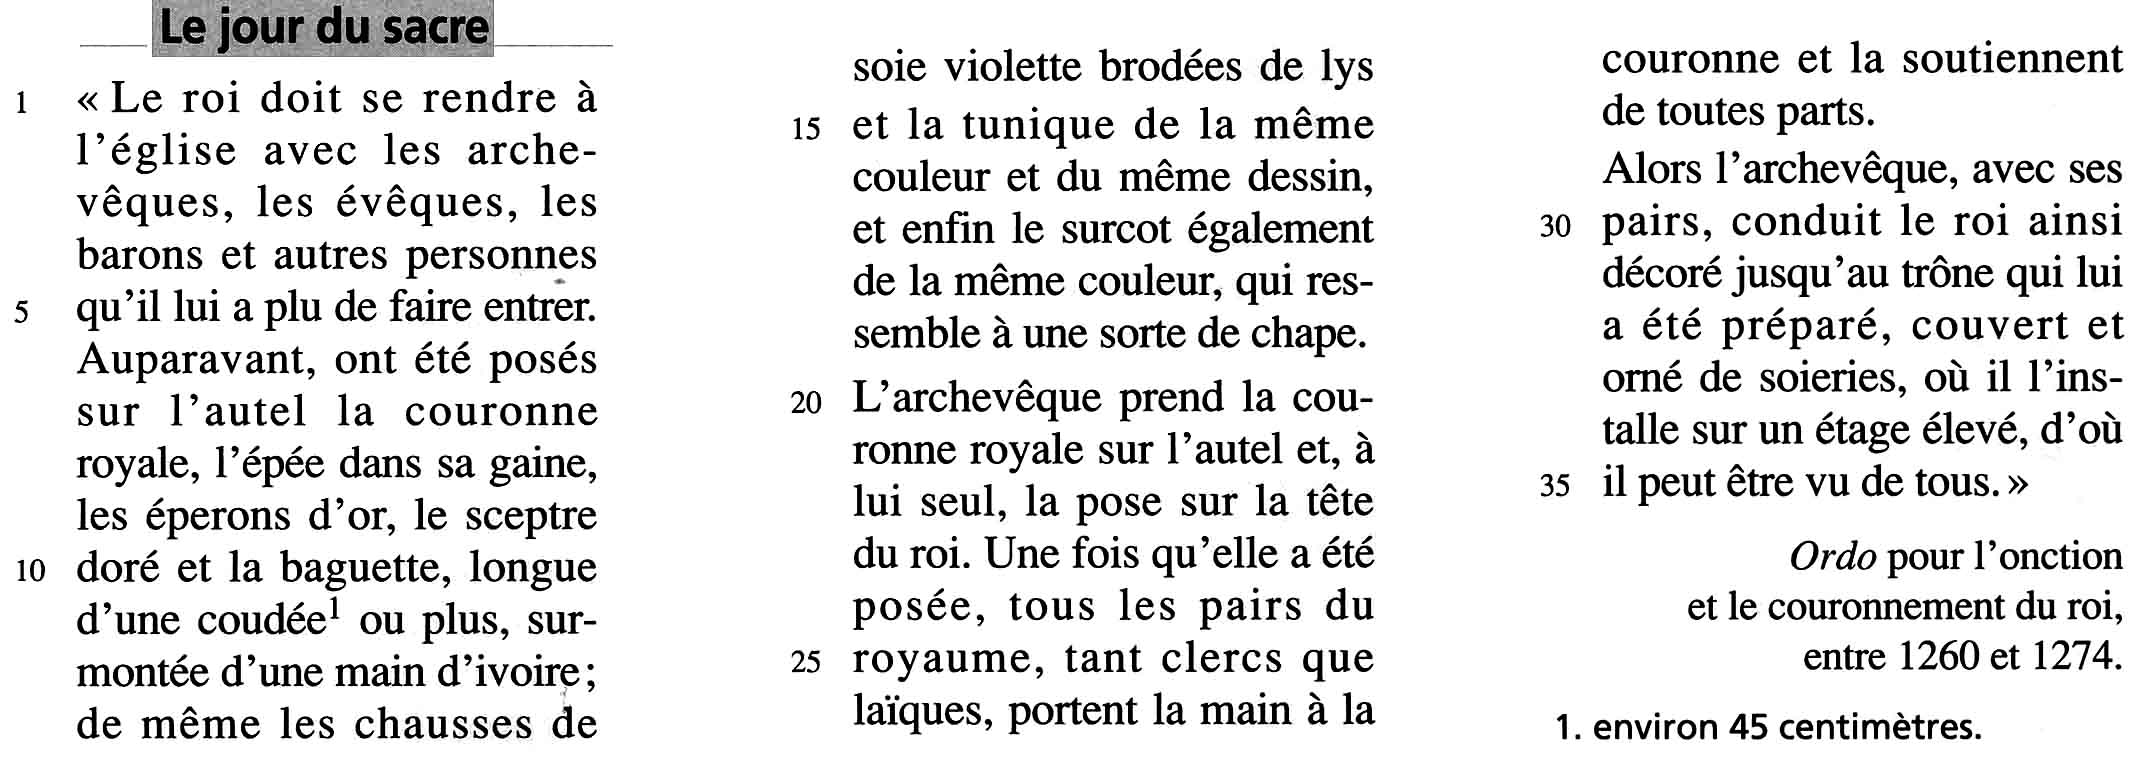 Le jour du sacre
1 « Le roi doit se rendre à
l'église avec les arche-
vêques, les évêques, les
barons et autres personnes
5 qu'il lui a plu de faire entrer.
Auparavant, ont été posés
sur l'autel la couronne
royale, l'épée dans sa gaine,
les éperons d'or, le sceptre
10 doré et la baguette, longue
d'une coudée¹ ou plus, sur-
montée d'une main d'ivoire ;
de même les chausses de
soie violette brodées de lys
15 et la tunique de la même
couleur et du même dessin,
et enfin le surcot également
de la même couleur, qui res-
semble à une sorte de chape.
20 L'archevêque prend la cou-
ronne royale sur l'autel et, à
lui seul, la pose sur la tête
du roi. Une fois qu'elle a été
posée, tous les pairs du
25 royaume, tant clercs que
laïques, portent la main à la
couronne et la soutiennent
de toutes parts.
Alors l'archevêque, avec ses
30 pairs, conduit le roi ainsi
décoré jusqu'au trône qui lui
a été préparé, couvert et
orné de soieries, où il l'ins-
talle sur un étage élevé, d'où
35 il peut être vu de tous. »
Ordo pour l'onction
et le couronnement du roi,
entre 1260 et 1274.
1. environ 45 centimètres.